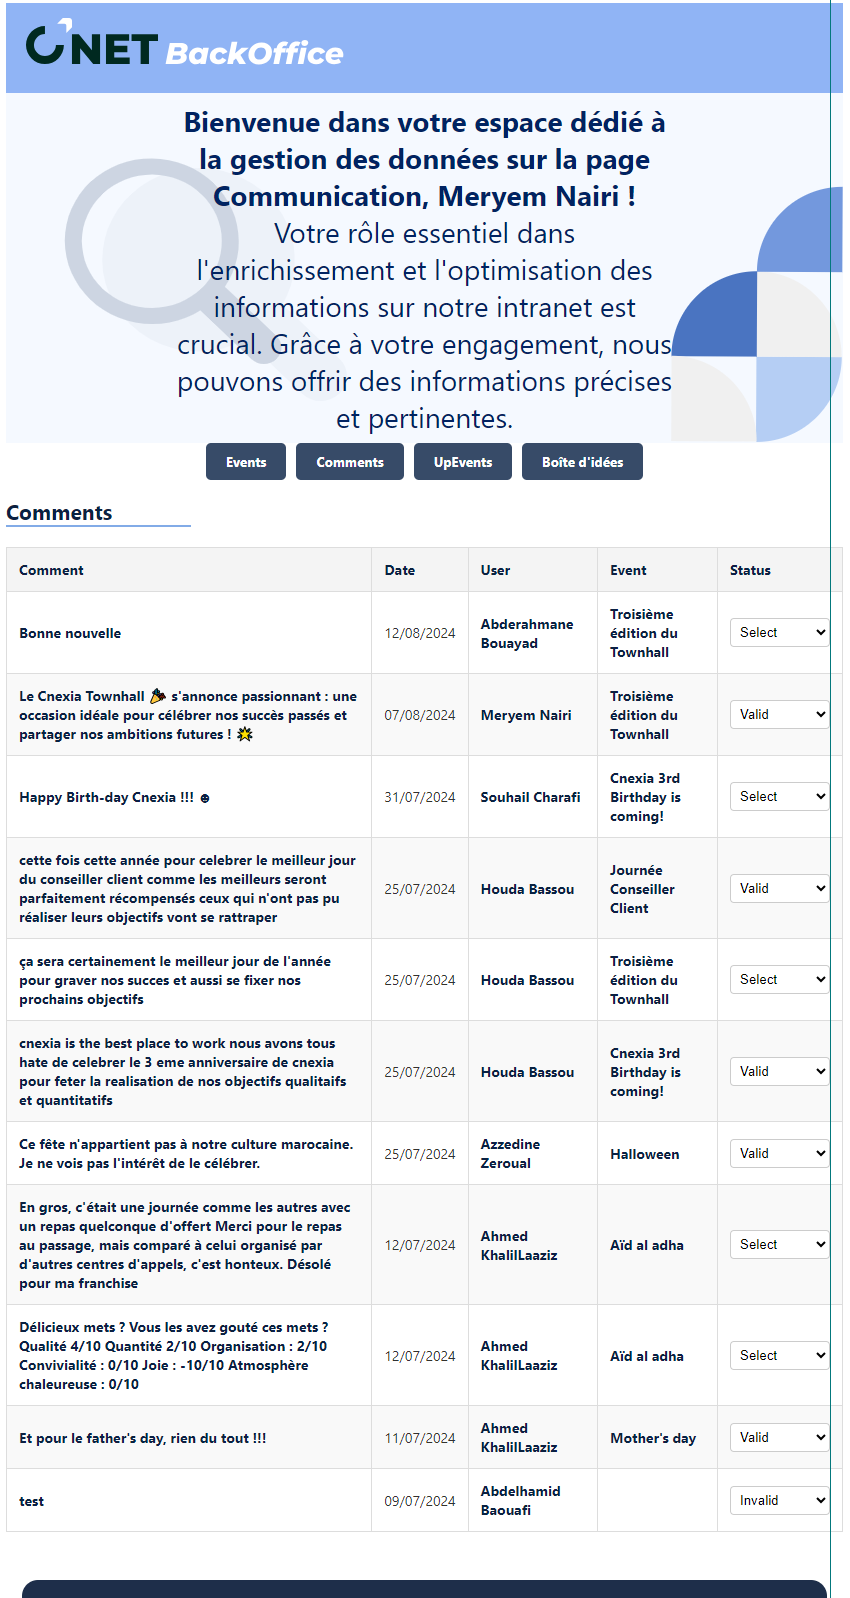 NET BackOffice
Bienvenue dans votre espace dédié à
la gestion des données sur la page
Communication, Meryem Nairi !
Votre rôle essentiel dans
l'enrichissement et l'optimisation des
informations sur notre intranet est
crucial. Grâce à votre engagement, nous
pouvons offrir des informations précises
et pertinentes.
Events Comments UpEvents Boîte d'idées
Comments
Comment Date User Event Status
Bonne nouvelle
12/08/2024
Abderahmane
Bouayad
Troisième
édition du
Townhall
Select
Le Cnexia Townhall 🎉 s'annonce passionnant : une
occasion idéale pour célébrer nos succès passés et
partager nos ambitions futures ! 🌟
07/08/2024
Meryem Nairi
Troisième
édition du
Townhall
Valid
Happy Birth-day Cnexia !!! ☻
31/07/2024
Souhail Charafi
Cnexia 3rd
Birthday is
coming!
Select
cette fois cette année pour celebrer le meilleur jour
du conseiller client comme les meilleurs seront
parfaitement récompensés ceux qui n'ont pas pu
réaliser leurs objectifs vont se rattraper
25/07/2024
Houda Bassou
Journée
Conseiller
Client
Valid
ça sera certainement le meilleur jour de l'année
pour graver nos succes et aussi se fixer nos
prochains objectifs
25/07/2024
Houda Bassou
Troisième
édition du
Townhall
Select
cnexia is the best place to work nous avons tous
hate de celebrer le 3 eme anniversaire de cnexia
pour feter la realisation de nos objectifs qualitaifs
et quantitatifs
25/07/2024
Houda Bassou
Cnexia 3rd
Birthday is
coming!
Valid
Ce fête n'appartient pas à notre culture marocaine.
Je ne vois pas l'intérêt de le célébrer.
25/07/2024
Azzedine
Zeroual
Halloween
Valid
En gros, c'était une journée comme les autres avec
un repas quelconque d'offert Merci pour le repas
au passage, mais comparé à celui organisé par
d'autres centres d'appels, c'est honteux. Désolé
pour ma franchise
12/07/2024
Ahmed
KhalilLaaziz
Aïd al adha
Select
Délicieux mets ? Vous les avez gouté ces mets ?
Qualité 4/10 Quantité 2/10 Organisation : 2/10
Convivialité : 0/10 Joie : -10/10 Atmosphère
chaleureuse : 0/10
12/07/2024
Ahmed
KhalilLaaziz
Aïd al adha
Select
Et pour le father's day, rien du tout !!!
11/07/2024
Ahmed
KhalilLaaziz
Mother's day
Valid
test
09/07/2024
Abdelhamid
Baouafi
Invalid